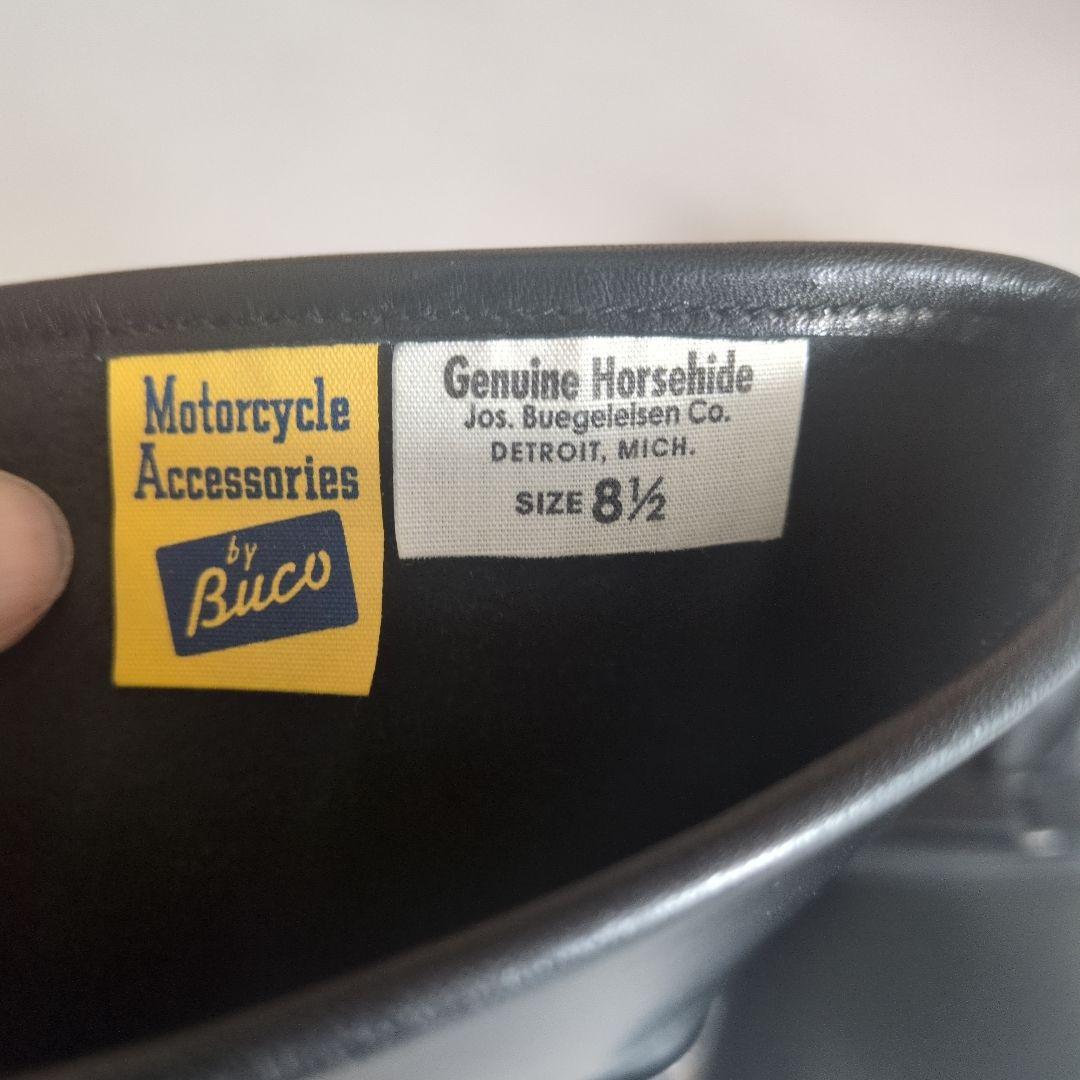 Motorcycle
Accessories
by
Buco
Genuine Horsehide
Jos. Buegeleisen Co.
DETROIT, MICH.
SIZE 8½